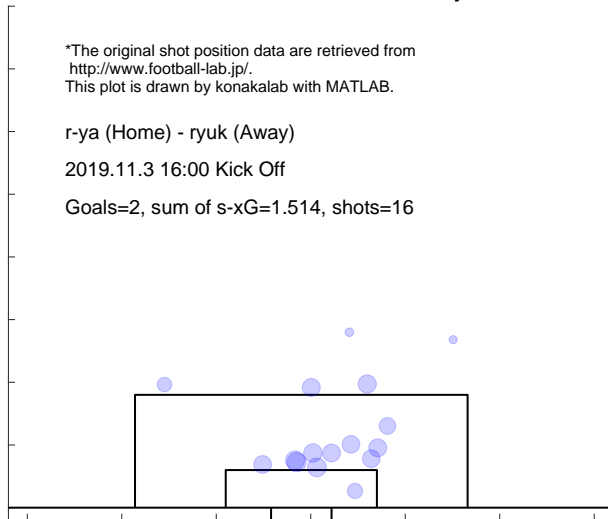 *The original shot position data are retrieved from
http://www.football-lab.jp/.
This plot is drawn by konakalab with MATLAB.
r-ya (Home) - ryuk (Away)
2019.11.3 16:00 Kick Off
Goals=2, sum of s-xG=1.514, shots=16